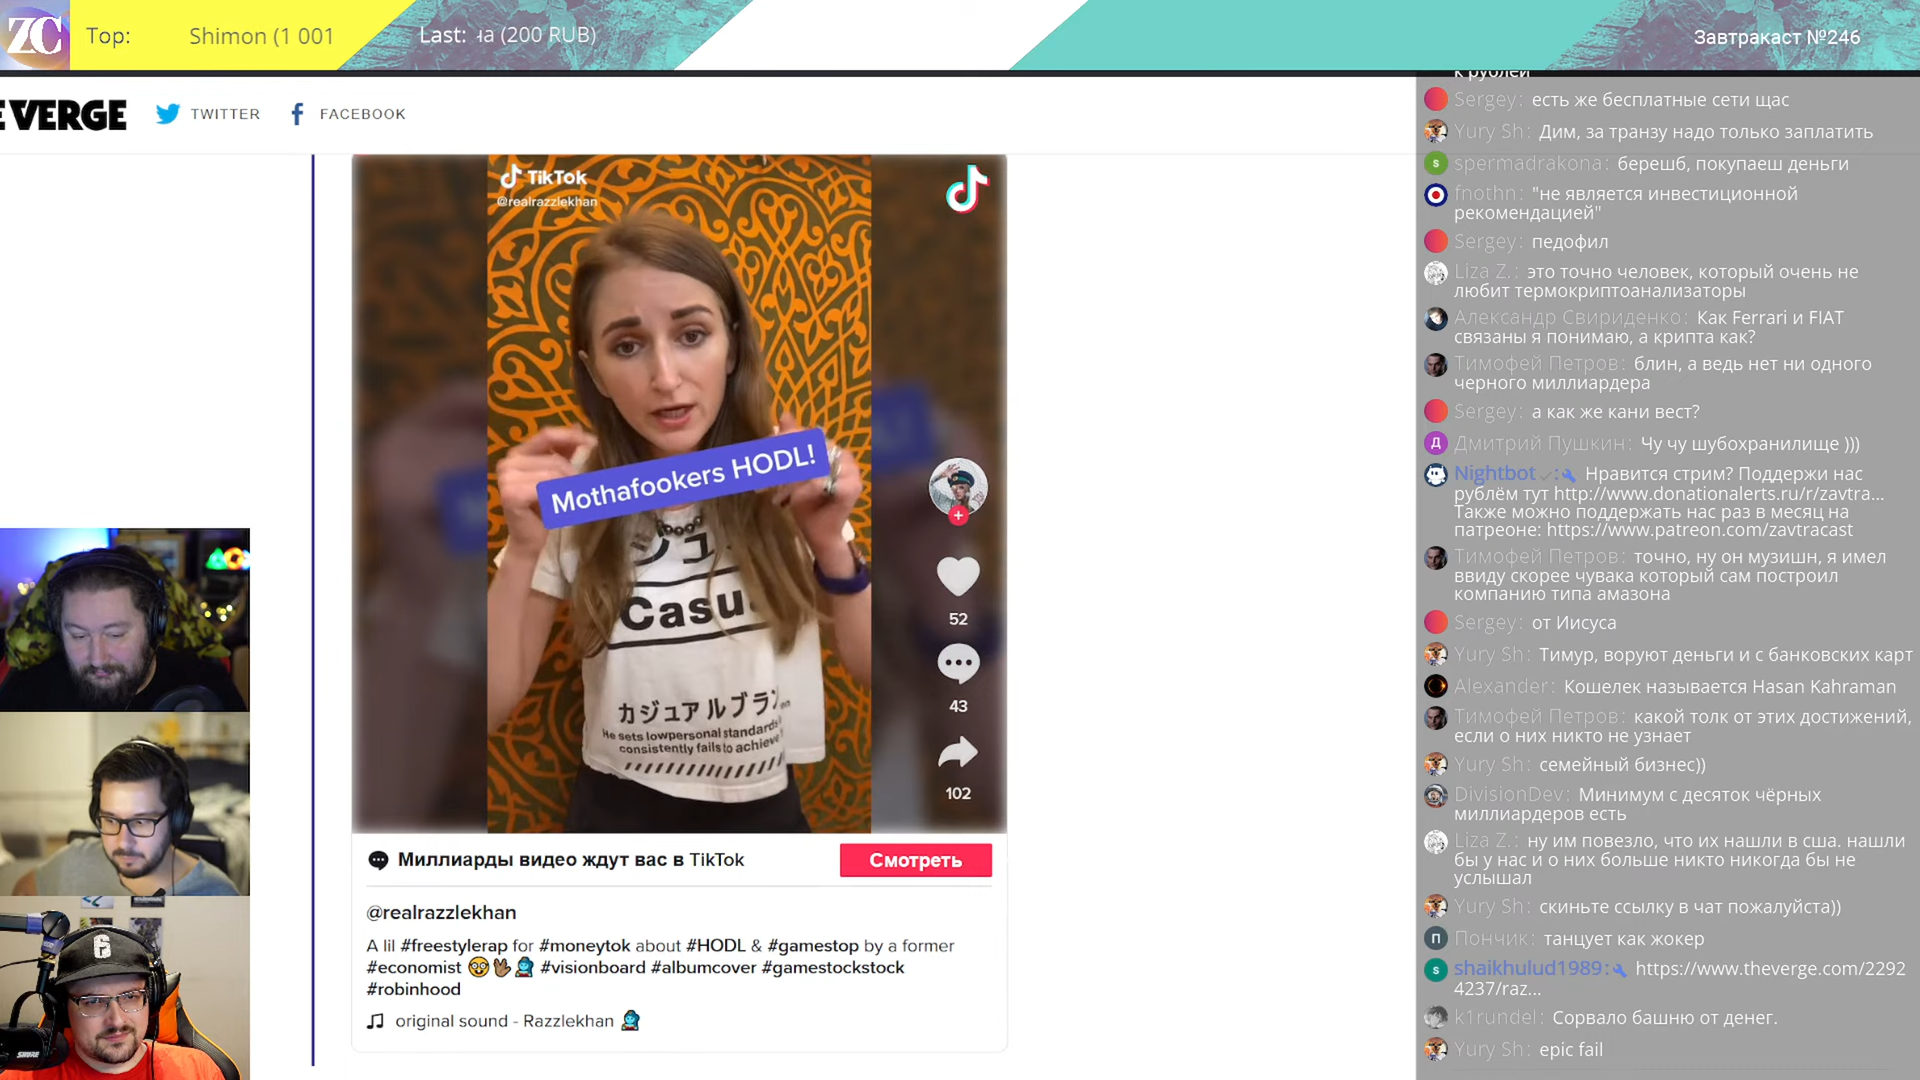 ZC
Top:
Shimon (1 001
Last:
на (200 RUB)
Завтракаст №246
E VERGE
TWITTER
FACEBOOK
TikTok
@realrazzlekhan
Mothafookers HODL!
Casu
カジュアルブラン
He sets lowpersonal standards
consistently fails to achieve
52
43
102
Миллиарды видео ждут вас в TikTok
Смотреть
@realrazzlekhan
A lil #freestylerap for #moneytok about #HODL & #gamestop by a former
#economist 🤓🖖🏽🧞 #visionboard #albumcover #gamestockstock
#robinhood
original sound - Razzlekhan 🧞
SHURE
6
к рублей
Sergey: есть же бесплатные сети щас
Yury Sh: Дим, за транзу надо только заплатить
spermadrakona: берешб, покупаеш деньги
fnothn: "не является инвестиционной
рекомендацией"
Sergey: педофил
Liza Z.: это точно человек, который очень не
любит термокриптоанализаторы
Александр Свириденко: Как Ferrari и FIAT
связаны я понимаю, а крипта как?
Тимофей Петров: блин, а ведь нет ни одного
черного миллиардера
Sergey: а как же кани вест?
Дмитрий Пушкин: Чу чу шубохранилище )))
Nightbot: Нравится стрим? Поддержи нас
рублём тут http://www.donationalerts.ru/r/zavtra...
Также можно поддержать нас раз в месяц на
патреоне: https://www.patreon.com/zavtracast
Тимофей Петров: точно, ну он музишн, я имел
ввиду скорее чувака который сам построил
компанию типа амазона
Sergey: от Иисуса
Yury Sh: Тимур, воруют деньги и с банковских карт
Alexander: Кошелек называется Hasan Kahraman
Тимофей Петров: какой толк от этих достижений,
если о них никто не узнает
Yury Sh: семейный бизнес))
DivisionDev: Минимум с десяток чёрных
миллиардеров есть
Liza Z.: ну им повезло, что их нашли в сша. нашли
бы у нас и о них больше никто никогда бы не
услышал
Yury Sh: скиньте ссылку в чат пожалуйста))
Пончик: танцует как жокер
shaikhulud1989: https://www.theverge.com/2292
4237/raz...
k1rundel: Сорвало башню от денег.
Yury Sh: epic fail